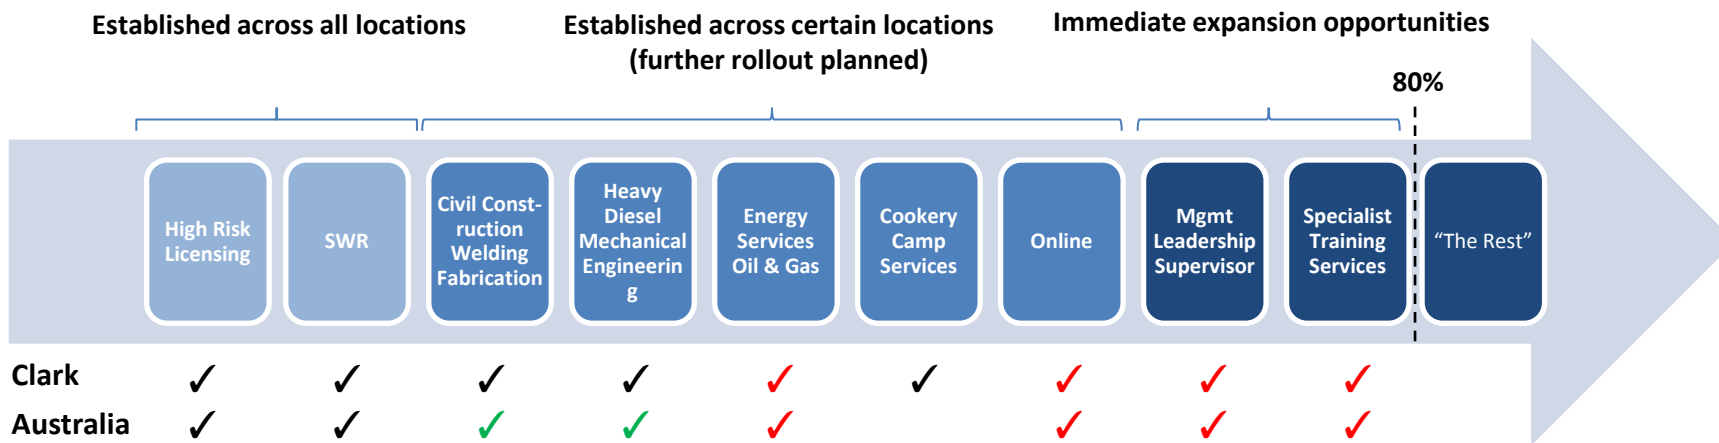 Established across all locations
Established across certain locations
(further rollout planned)
Immediate expansion opportunities
80%
High Risk
Licensing
SWR
Civil Const-
ruction
Welding
Fabrication
Heavy
Diesel
Mechanical
Engineerin
g
Energy
Services
Oil & Gas
Cookery
Camp
Services
Online
Mgmt
Leadership
Supervisor
Specialist
Training
Services
“The Rest”
Clark ✓ ✓ ✓ ✓ ✓ ✓ ✓ ✓ ✓
Australia ✓ ✓ ✓ ✓ ✓ ✓ ✓ ✓